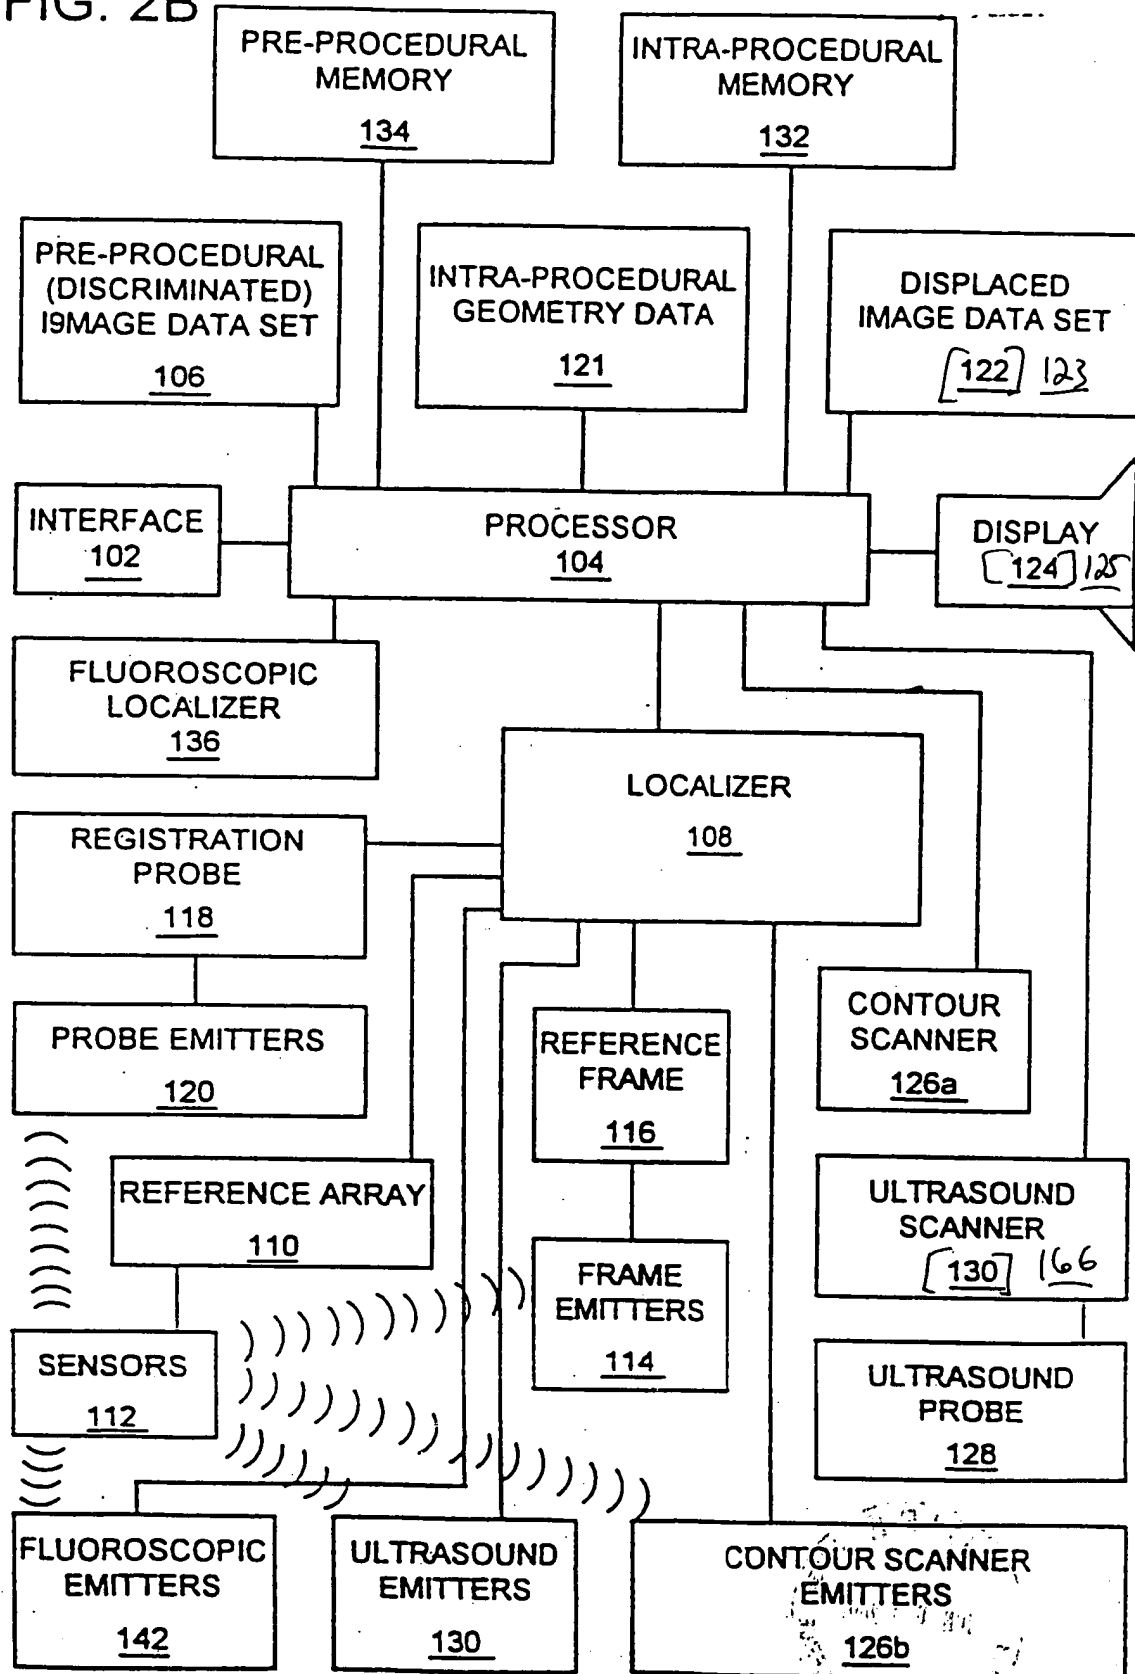 FIG. 2B
PRE-PROCEDURAL
MEMORY
134
INTRA-PROCEDURAL
MEMORY
132
PRE-PROCEDURAL
(DISCRIMINATED)
I9MAGE DATA SET
106
INTRA-PROCEDURAL
GEOMETRY DATA
121
DISPLACED
IMAGE DATA SET
[122] 123
INTERFACE
102
PROCESSOR
104
DISPLAY
[124] 125
FLUOROSCOPIC
LOCALIZER
136
LOCALIZER
108
REGISTRATION
PROBE
118
PROBE EMITTERS
120
REFERENCE
FRAME
116
CONTOUR
SCANNER
126a
REFERENCE ARRAY
110
ULTRASOUND
SCANNER
[130] 166
FRAME
EMITTERS
114
SENSORS
112
ULTRASOUND
PROBE
128
FLUOROSCOPIC
EMITTERS
142
ULTRASOUND
EMITTERS
130
CONTOUR SCANNER
EMITTERS
126b